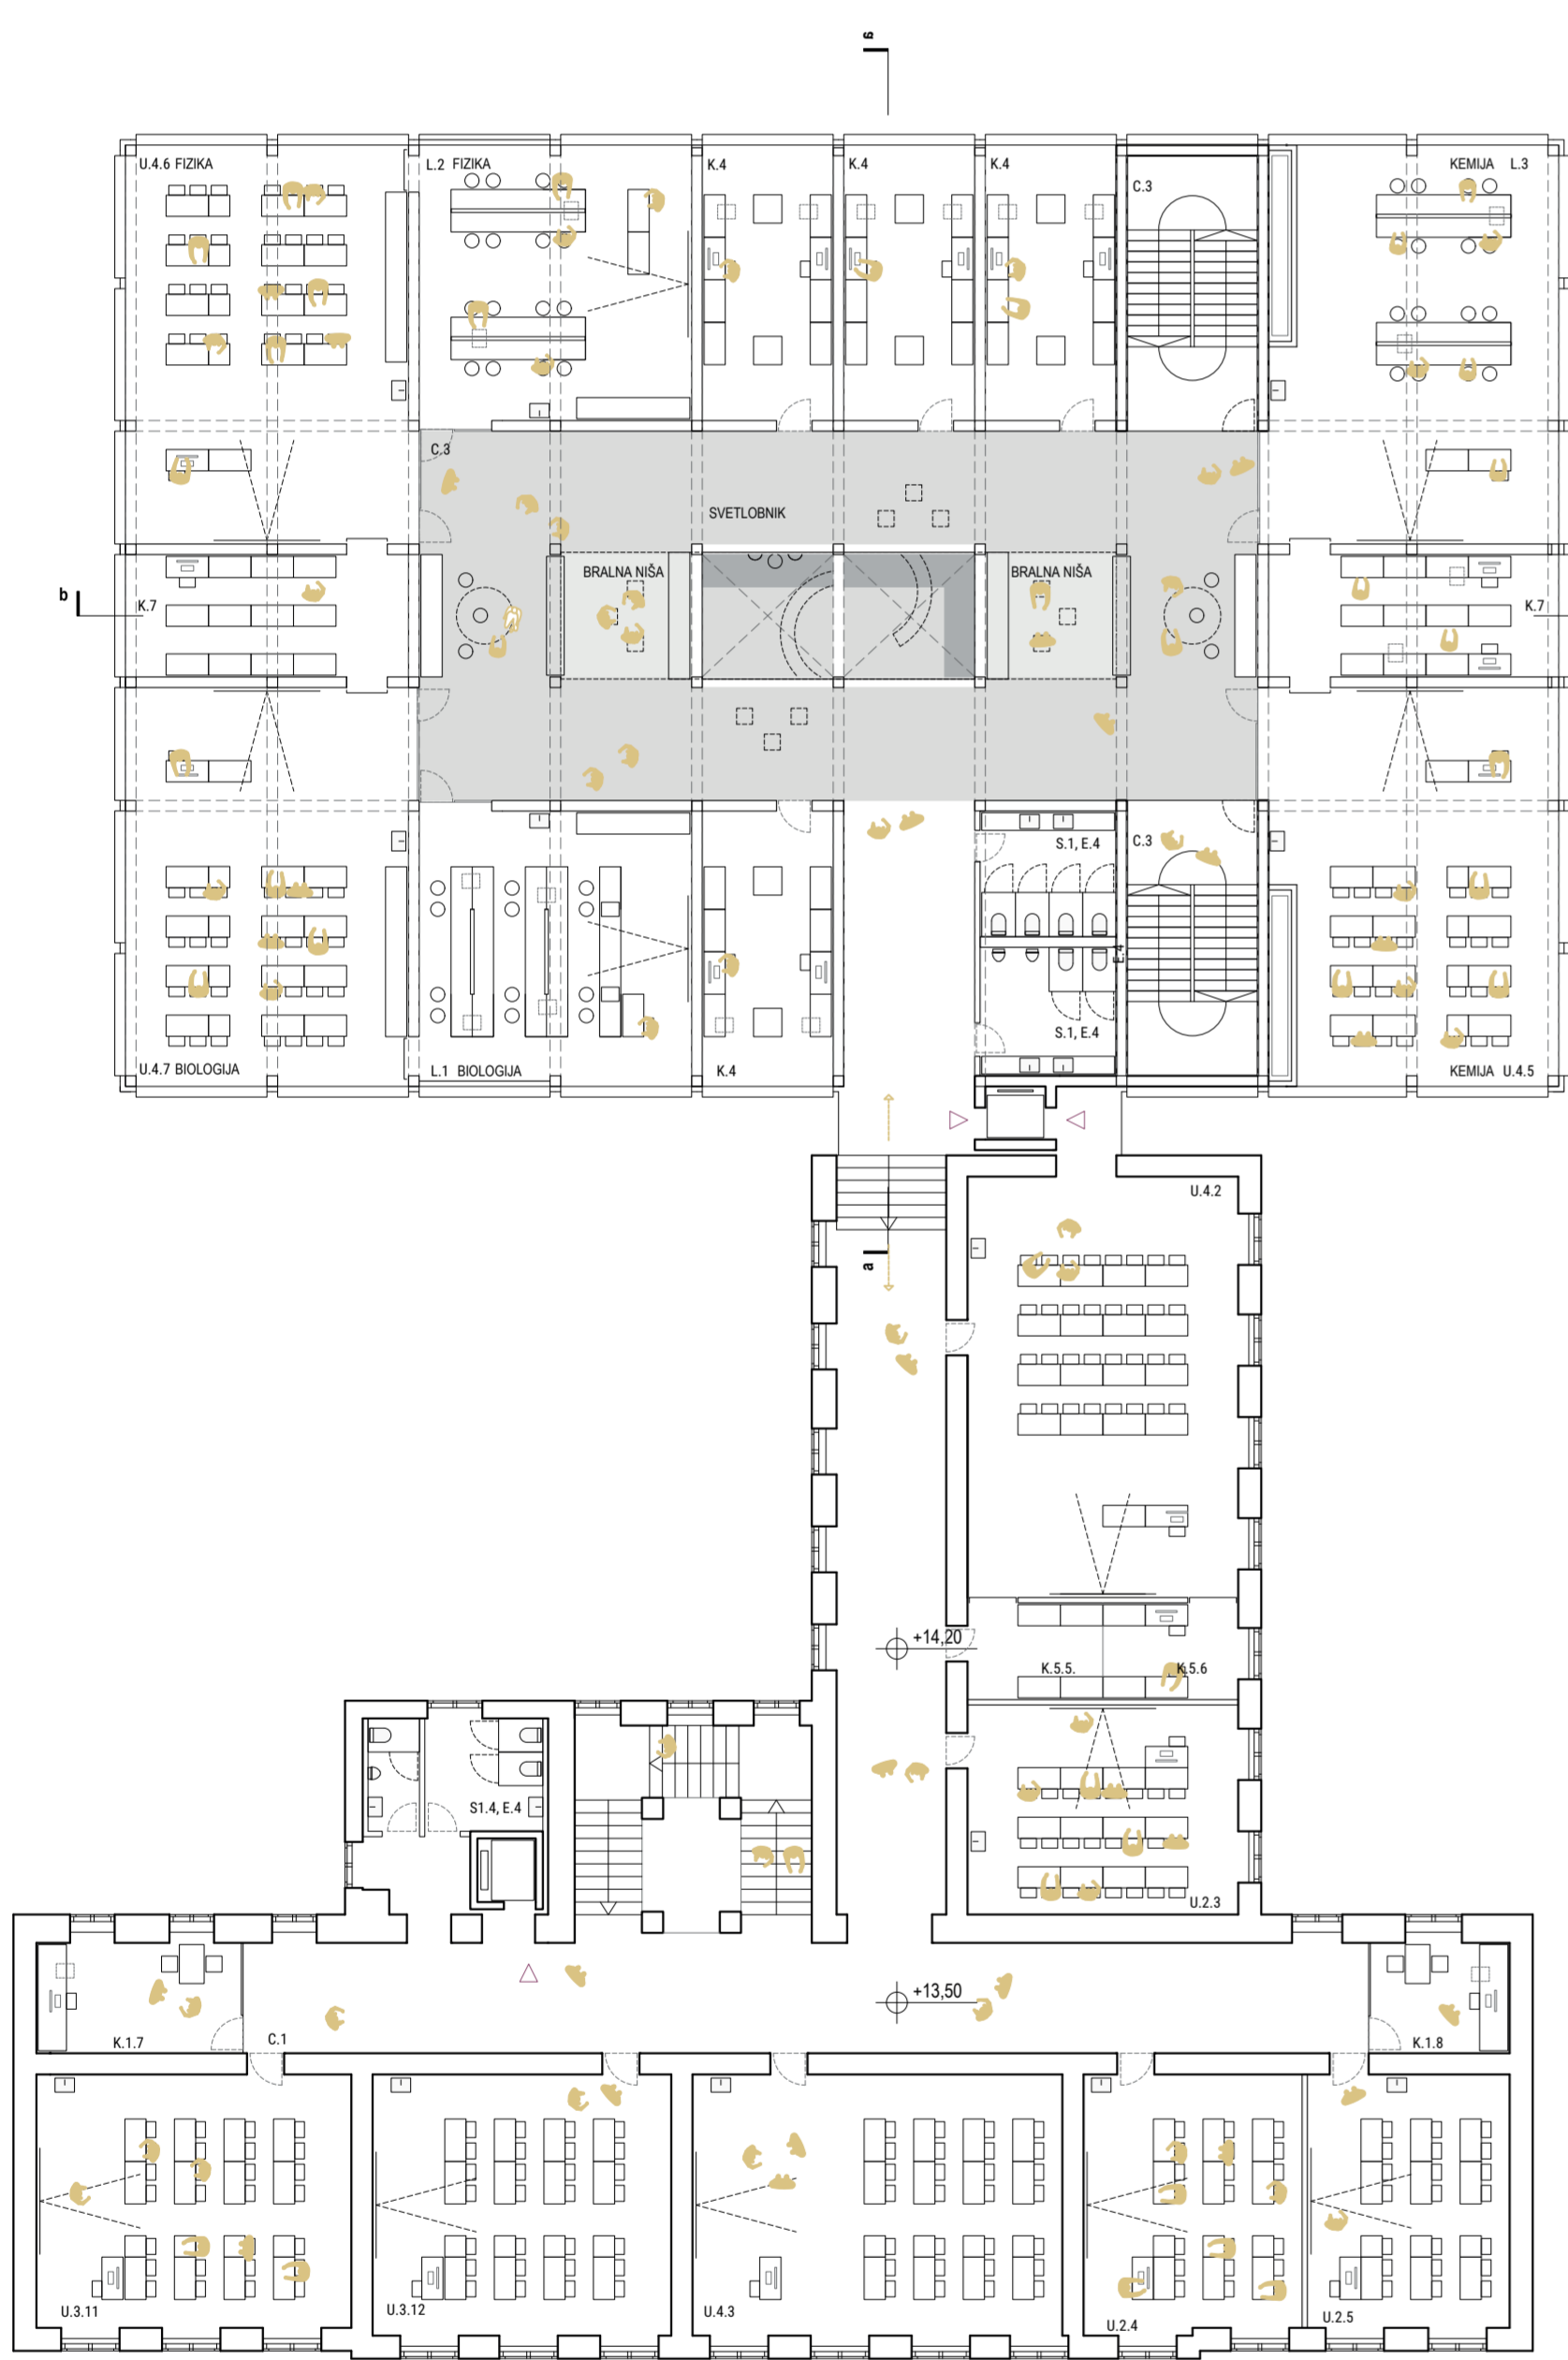 a
U.4.6 FIZIKA
L.2 FIZIKA
K.4
K.4
K.4
C.3
KEMIJA L.3
C.3
SVETLOBNIK
BRALNA NIŠA
BRALNA NIŠA
b
K.7
K.7
S.1, E.4
C.3
E.4
S.1, E.4
U.4.7 BIOLOGIJA
L.1 BIOLOGIJA
K.4
KEMIJA U.4.5
U.4.2
a
+14,20
K.5.5.
K.5.6
S1.4, E.4
U.2.3
+13,50
K.1.7
C.1
K.1.8
U.3.11
U.3.12
U.4.3
U.2.4
U.2.5